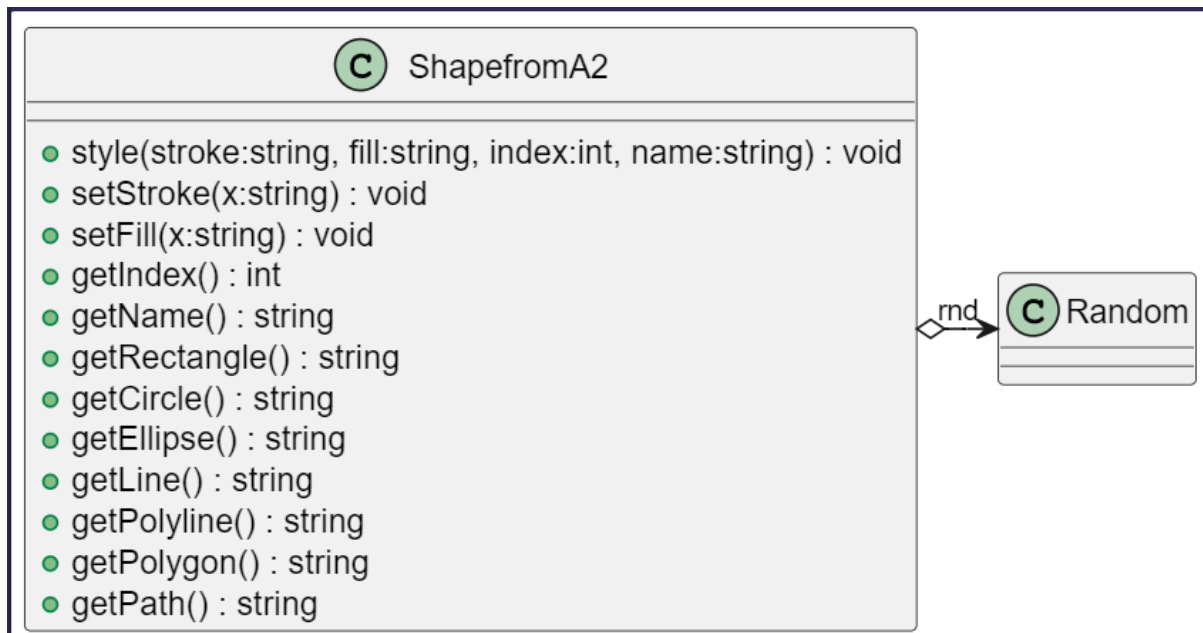 C ShapefromA2
style(stroke:string, fill:string, index:int, name:string) : void
setStroke(x:string) : void
setFill(x:string) : void
getIndex() : int
getName() : string
getRectangle() : string
getCircle() : string
getEllipse() : string
getLine() : string
getPolyline() : string
getPolygon() : string
getPath() : string
rnd
C Random